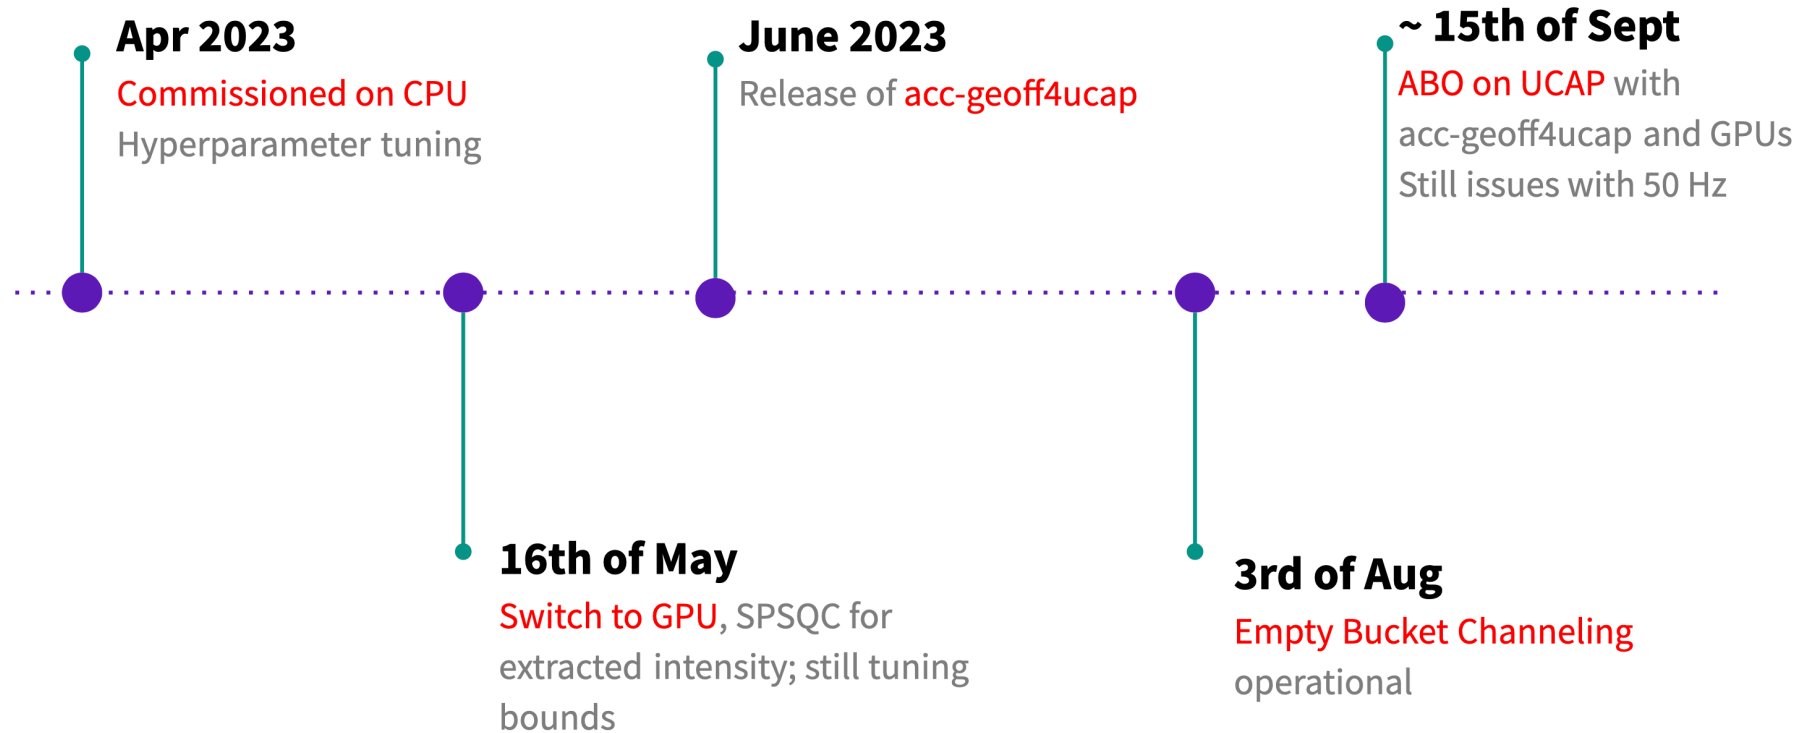 Apr 2023
Commissioned on CPU
Hyperparameter tuning
16th of May
Switch to GPU, SPSQC for
extracted intensity; still tuning
bounds
June 2023
Release of acc-geoff4ucap
3rd of Aug
Empty Bucket Channeling
operational
~ 15th of Sept
ABO on UCAP with
acc-geoff4ucap and GPUs
Still issues with 50 Hz